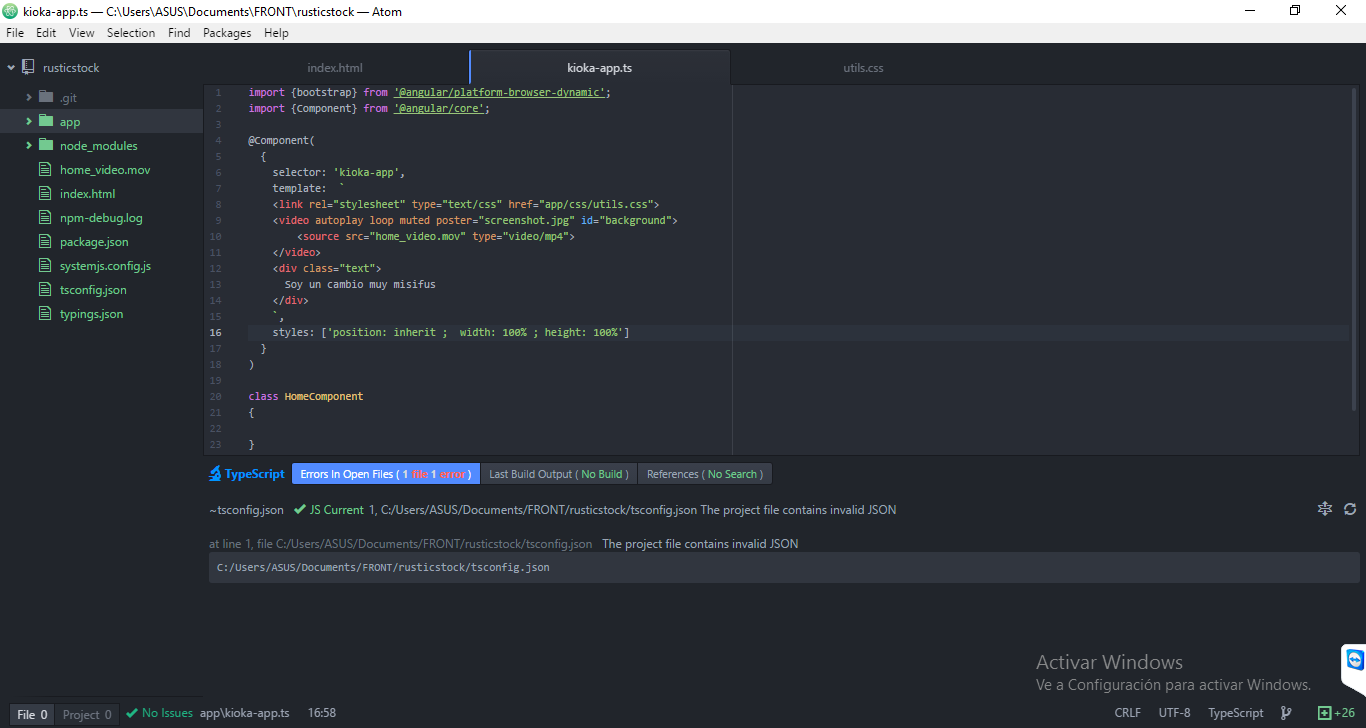 kioka-app.ts — C:\Users\ASUS\Documents\FRONT\rusticstock — Atom
File Edit View Selection Find Packages Help
rusticstock
.git
app
node_modules
home_video.mov
index.html
npm-debug.log
package.json
systemjs.config.js
tsconfig.json
typings.json
index.html kioka-app.ts utils.css
1 import {bootstrap} from '@angular/platform-browser-dynamic';
2 import {Component} from '@angular/core';
3
4 @Component(
5 {
6 selector: 'kioka-app',
7 template: `
8 <link rel="stylesheet" type="text/css" href="app/css/utils.css">
9 <video autoplay loop muted poster="screenshot.jpg" id="background">
10 <source src="home_video.mov" type="video/mp4">
11 </video>
12 <div class="text">
13 Soy un cambio muy misifus
14 </div>
15 `,
16 styles: ['position: inherit ;  width: 100% ; height: 100%']
17 }
18 )
19
20 class HomeComponent
21 {
22
23 }
TypeScript Errors In Open Files ( 1 file 1 error ) Last Build Output ( No Build ) References ( No Search )
~tsconfig.json JS Current 1, C:/Users/ASUS/Documents/FRONT/rusticstock/tsconfig.json The project file contains invalid JSON
at line 1, file C:/Users/ASUS/Documents/FRONT/rusticstock/tsconfig.json The project file contains invalid JSON
C:/Users/ASUS/Documents/FRONT/rusticstock/tsconfig.json
Activar Windows
Ve a Configuración para activar Windows.
File 0 Project 0 No Issues app\kioka-app.ts 16:58 CRLF UTF-8 TypeScript +26